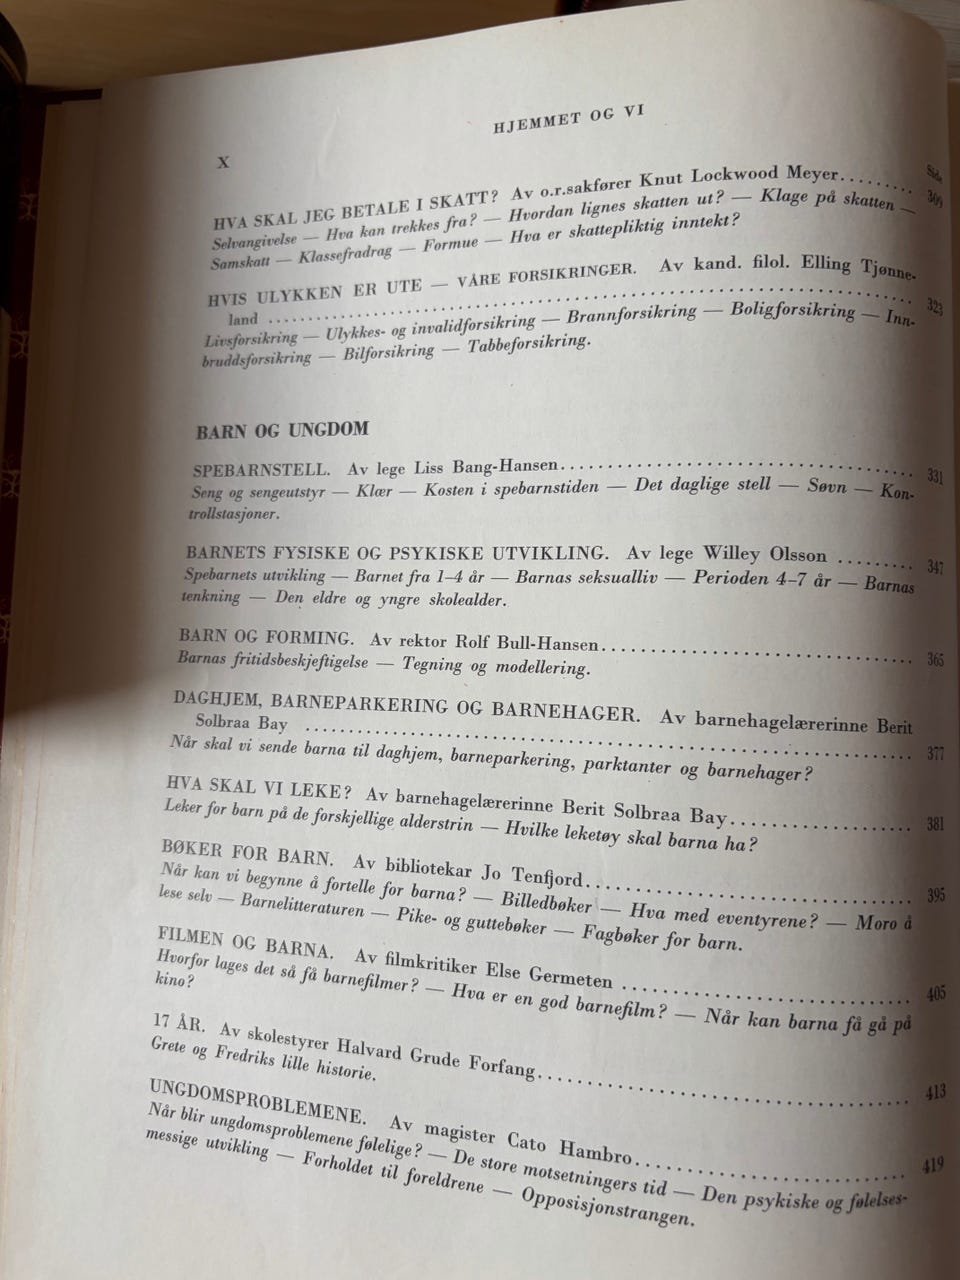 HJEMMET OG VI
X
Side
HVA SKAL JEG BETALE I SKATT? Av o.r.sakfører Knut Lockwood Meyer......... 309
Selvangivelse — Hva kan trekkes fra? — Hvordan lignes skatten ut? — Klage på skatten —
Samskatt — Klassefradrag — Formue — Hva er skattepliktig inntekt?
HVIS ULYKKEN ER UTE — VÅRE FORSIKRINGER. Av kand. filol. Elling Tjønne-
land ........................................................................ 323
Livsforsikring — Ulykkes- og invalidforsikring — Brannforsikring — Boligforsikring — Inn-
bruddsforsikring — Bilforsikring — Tabbeforsikring.
BARN OG UNGDOM
SPEBARNSTELL. Av lege Liss Bang-Hansen........................................ 331
Seng og sengeutstyr — Klær — Kosten i spebarnstiden — Det daglige stell — Søvn — Kon-
trollstasjoner.
BARNETS FYSISKE OG PSYKISKE UTVIKLING. Av lege Willey Olsson ......... 347
Spebarnets utvikling — Barnet fra 1–4 år — Barnas seksualliv — Perioden 4–7 år — Barnas
tenkning — Den eldre og yngre skolealder.
BARN OG FORMING. Av rektor Rolf Bull-Hansen................................... 365
Barnas fritidsbeskjeftigelse — Tegning og modellering.
DAGHJEM, BARNEPARKERING OG BARNEHAGER. Av barnehagelærerinne Berit
Solbraa Bay ................................................................. 377
Når skal vi sende barna til daghjem, barneparkering, parktanter og barnehager?
HVA SKAL VI LEKE? Av barnehagelærerinne Berit Solbraa Bay.................... 381
Leker for barn på de forskjellige alderstrin — Hvilke leketøy skal barna ha?
BØKER FOR BARN. Av bibliotekar Jo Tenfjord.................................... 395
Når kan vi begynne å fortelle for barna? — Billedbøker — Hva med eventyrene? — Moro å
lese selv — Barnelitteraturen — Pike- og guttebøker — Fagbøker for barn.
FILMEN OG BARNA. Av filmkritiker Else Germeten ............................... 405
Hvorfor lages det så få barnefilmer? — Hva er en god barnefilm? — Når kan barna få gå på
kino?
17 ÅR. Av skolestyrer Halvard Grude Forfang.................................... 413
Grete og Fredriks lille historie.
UNGDOMSPROBLEMENE. Av magister Cato Hambro............................. 419
Når blir ungdomsproblemene følelige? — De store motsetningers tid — Den psykiske og følelses-
messige utvikling — Forholdet til foreldrene — Opposisjonstrangen.